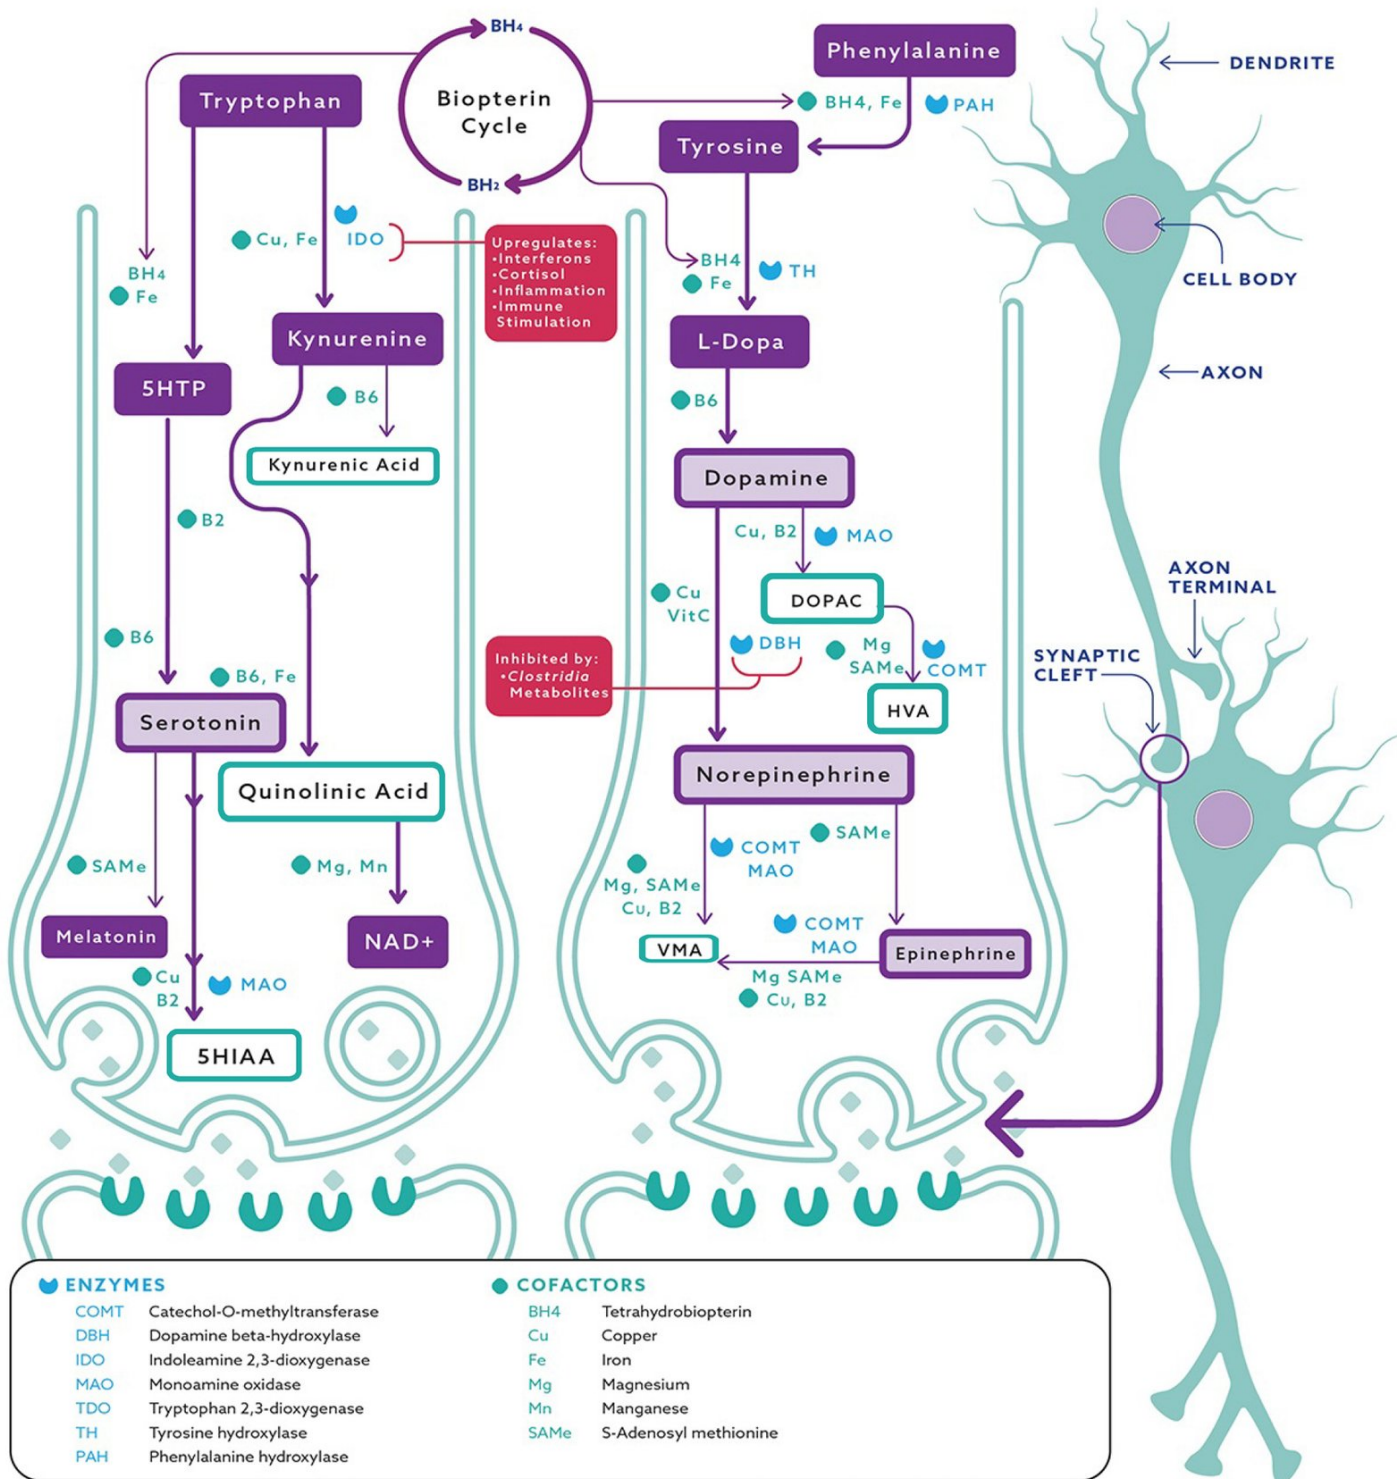 BH4
Biopterin
Cycle
BH2
Tryptophan
Cu, Fe
IDO
BH4
Fe
Upregulates:
•Interferons
•Cortisol
•Inflammation
•Immune
Stimulation
Kynurenine
5HTP
B6
Kynurenic Acid
B2
B6
B6, Fe
Serotonin
Quinolinic Acid
SAMe
Mg, Mn
Melatonin
NAD+
Cu
B2
MAO
5HIAA
Phenylalanine
BH4, Fe
PAH
Tyrosine
BH4
Fe
TH
L-Dopa
B6
Dopamine
Cu, B2
MAO
DOPAC
Cu
VitC
DBH
Mg
SAMe
COMT
HVA
Inhibited by:
•Clostridia
Metabolites
Norepinephrine
SAMe
COMT
MAO
Mg, SAMe
Cu, B2
COMT
MAO
VMA
Epinephrine
Mg SAMe
Cu, B2
DENDRITE
CELL BODY
AXON
AXON
TERMINAL
SYNAPTIC
CLEFT
ENZYMES
COMT Catechol-O-methyltransferase
DBH Dopamine beta-hydroxylase
IDO Indoleamine 2,3-dioxygenase
MAO Monoamine oxidase
TDO Tryptophan 2,3-dioxygenase
TH Tyrosine hydroxylase
PAH Phenylalanine hydroxylase
COFACTORS
BH4 Tetrahydrobiopterin
Cu Copper
Fe Iron
Mg Magnesium
Mn Manganese
SAMe S-Adenosyl methionine